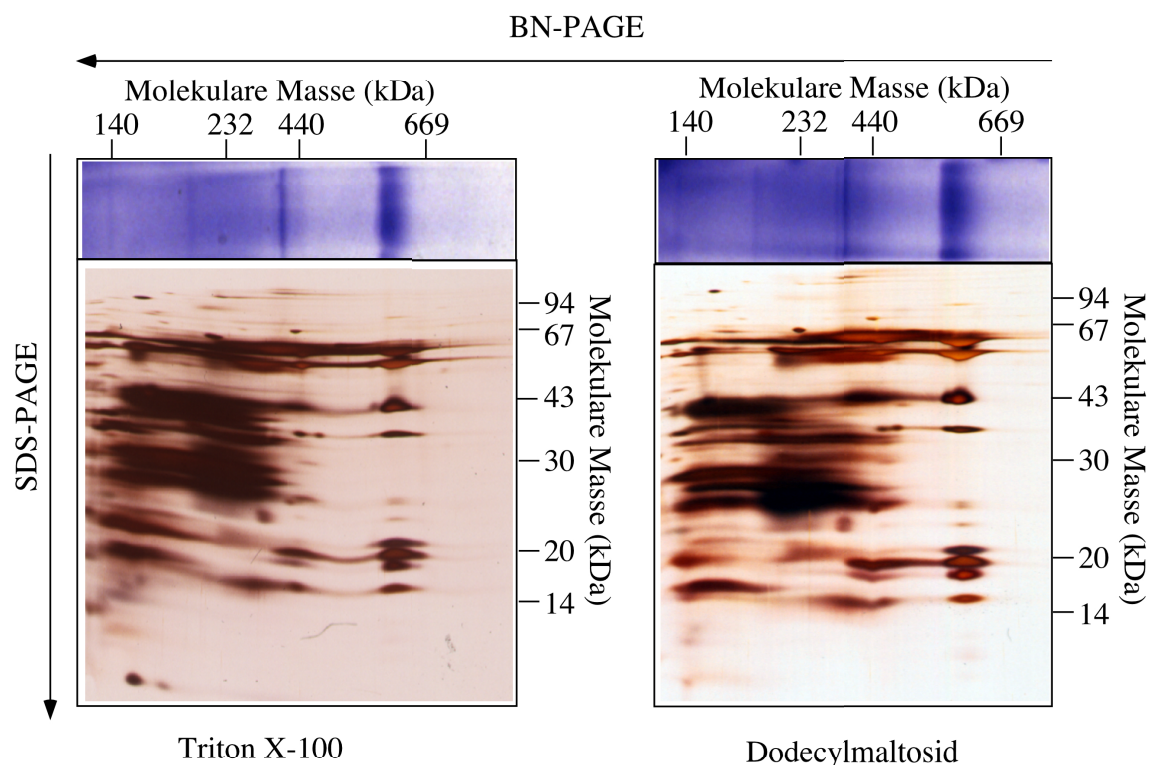 BN-PAGE
Molekulare Masse (kDa)
140 232 440 669
Molekulare Masse (kDa)
140 232 440 669
SDS-PAGE
94
67
43
30
20
14
Molekulare Masse (kDa)
94
67
43
30
20
14
Molekulare Masse (kDa)
Triton X-100
Dodecylmaltosid